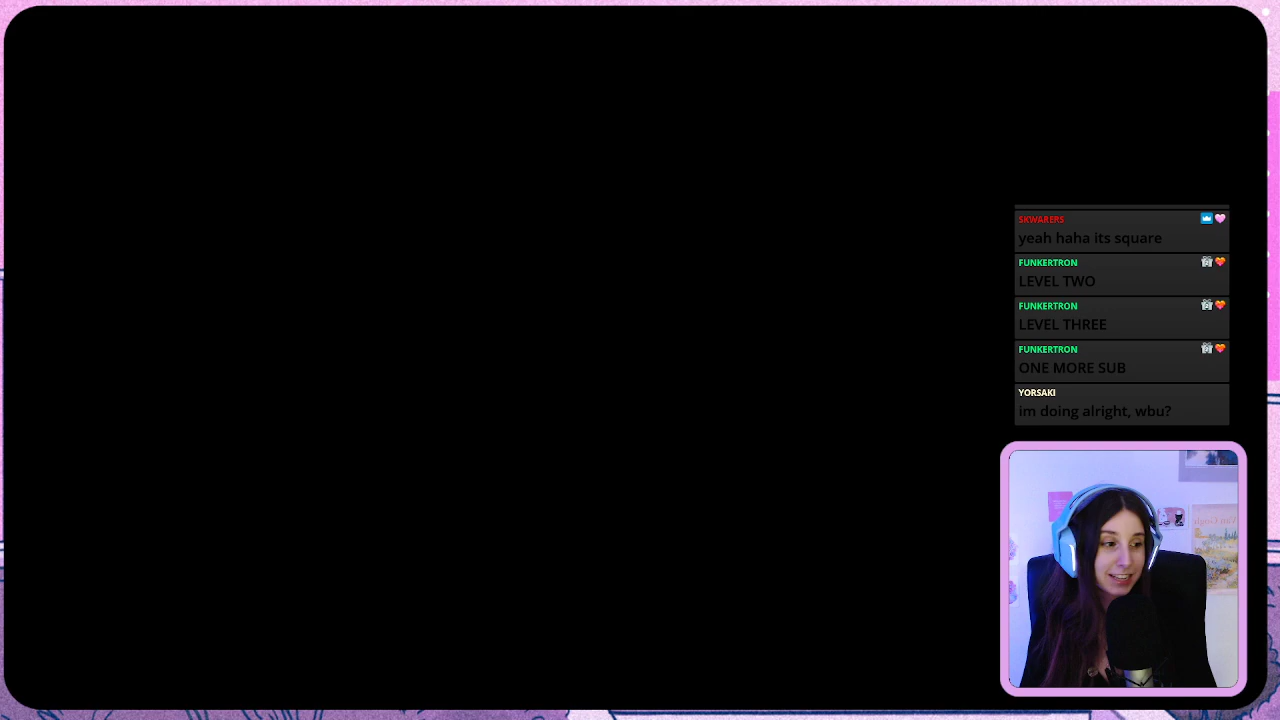 SKWARERS
yeah haha its square
FUNKERTRON
LEVEL TWO
FUNKERTRON
LEVEL THREE
FUNKERTRON
ONE MORE SUB
YORSAKI
im doing alright, wbu?